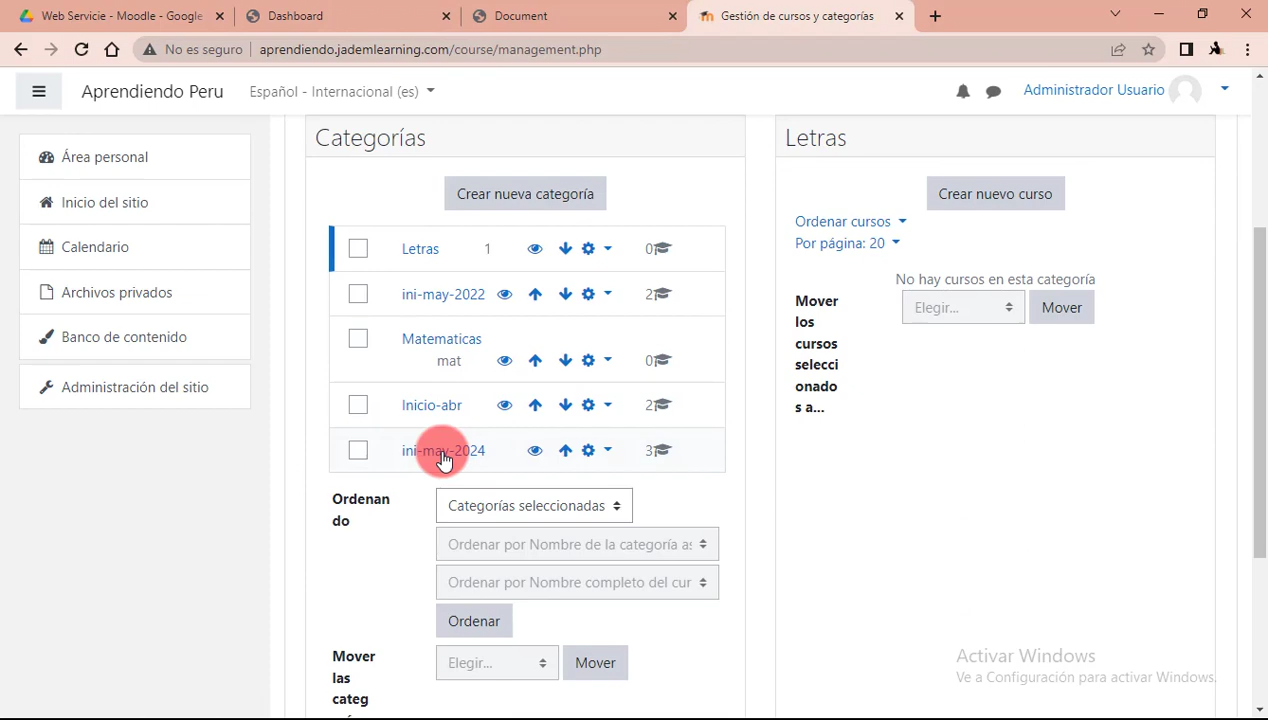 Web Servicie - Moodle - Google
Dashboard
Document
Gestión de cursos y categorías
No es seguro
aprendiendo.jademlearning.com/course/management.php
Aprendiendo Peru
Español - Internacional (es)
Administrador Usuario
Área personal
Inicio del sitio
Calendario
Archivos privados
Banco de contenido
Administración del sitio
Categorías
Crear nueva categoría
Letras 1 0
ini-may-2022 2
Matematicas
mat 0
Inicio-abr 2
ini-may-2024 3
Ordenan
do
Categorías seleccionadas
Ordenar por Nombre de la categoría as
Ordenar por Nombre completo del cur
Ordenar
Mover
las
categ
Elegir...
Mover
Letras
Crear nuevo curso
Ordenar cursos
Por página: 20
No hay cursos en esta categoría
Mover
los
cursos
selecci
onado
s a...
Elegir...
Mover
Activar Windows
Ve a Configuración para activar Windows.